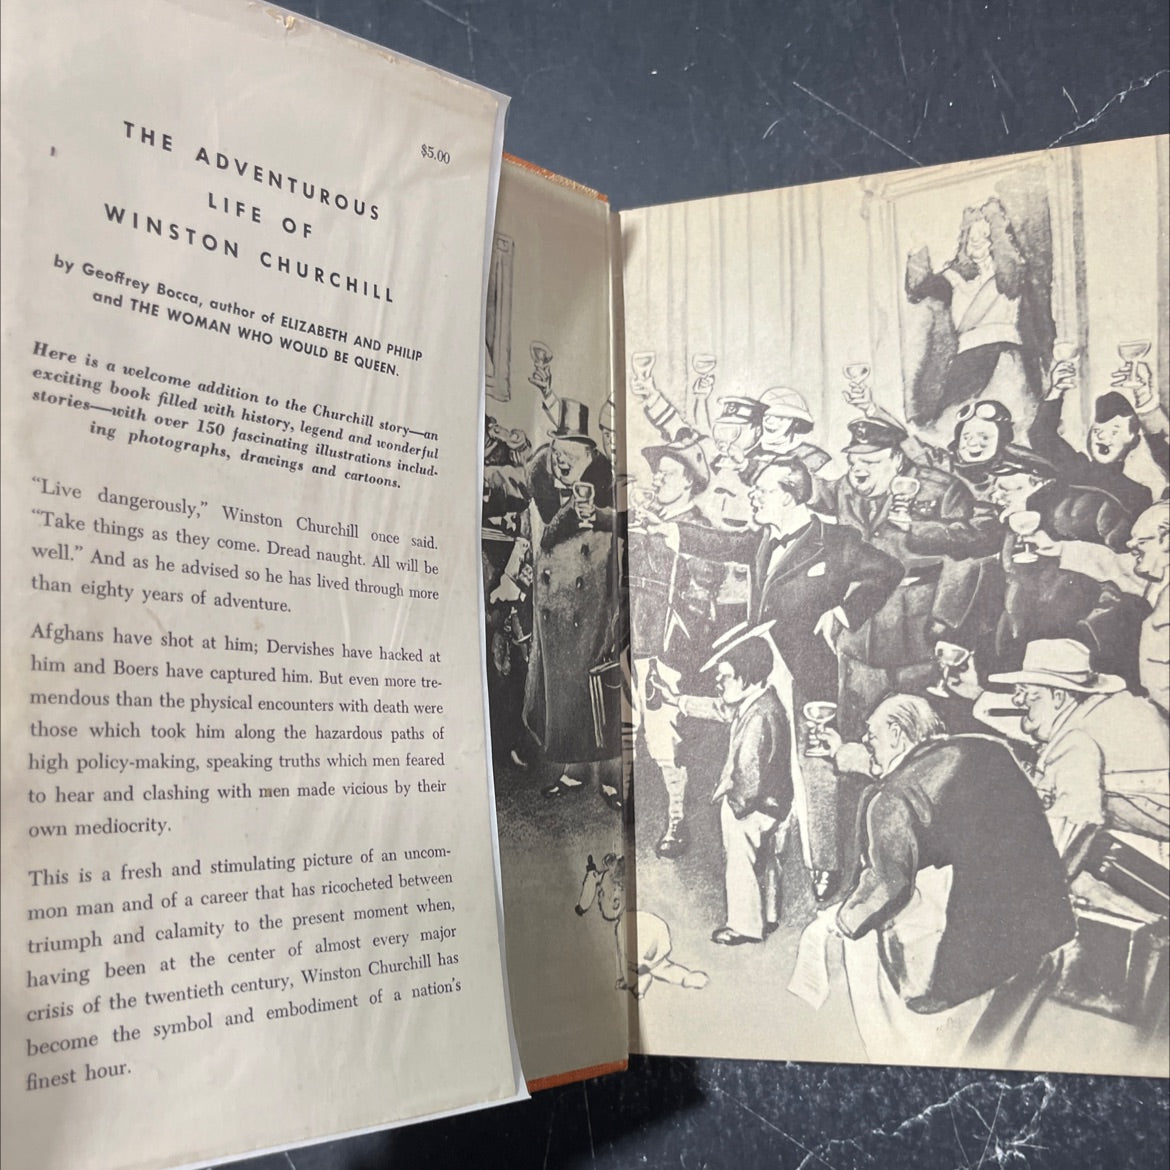 $5.00
THE ADVENTUROUS
LIFE OF
WINSTON CHURCHILL
by Geoffrey Bocca, author of ELIZABETH AND PHILIP
and THE WOMAN WHO WOULD BE QUEEN.
Here is a welcome addition to the Churchill story—an
exciting book filled with history, legend and wonderful
stories—with over 150 fascinating illustrations includ-
ing photographs, drawings and cartoons.
“Live dangerously,” Winston Churchill once said.
“Take things as they come. Dread naught. All will be
well.” And as he advised so he has lived through more
than eighty years of adventure.
Afghans have shot at him; Dervishes have hacked at
him and Boers have captured him. But even more tre-
mendous than the physical encounters with death were
those which took him along the hazardous paths of
high policy-making, speaking truths which men feared
to hear and clashing with men made vicious by their
own mediocrity.
This is a fresh and stimulating picture of an uncom-
mon man and of a career that has ricocheted between
triumph and calamity to the present moment when,
having been at the center of almost every major
crisis of the twentieth century, Winston Churchill has
become the symbol and embodiment of a nation’s
finest hour.